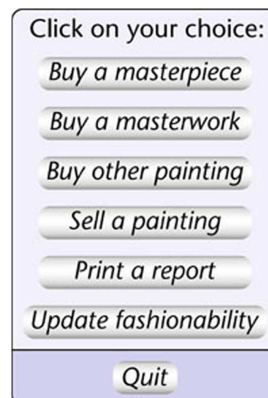 Click on your choice:
Buy a masterpiece
Buy a masterwork
Buy other painting
Sell a painting
Print a report
Update fashionability
Quit